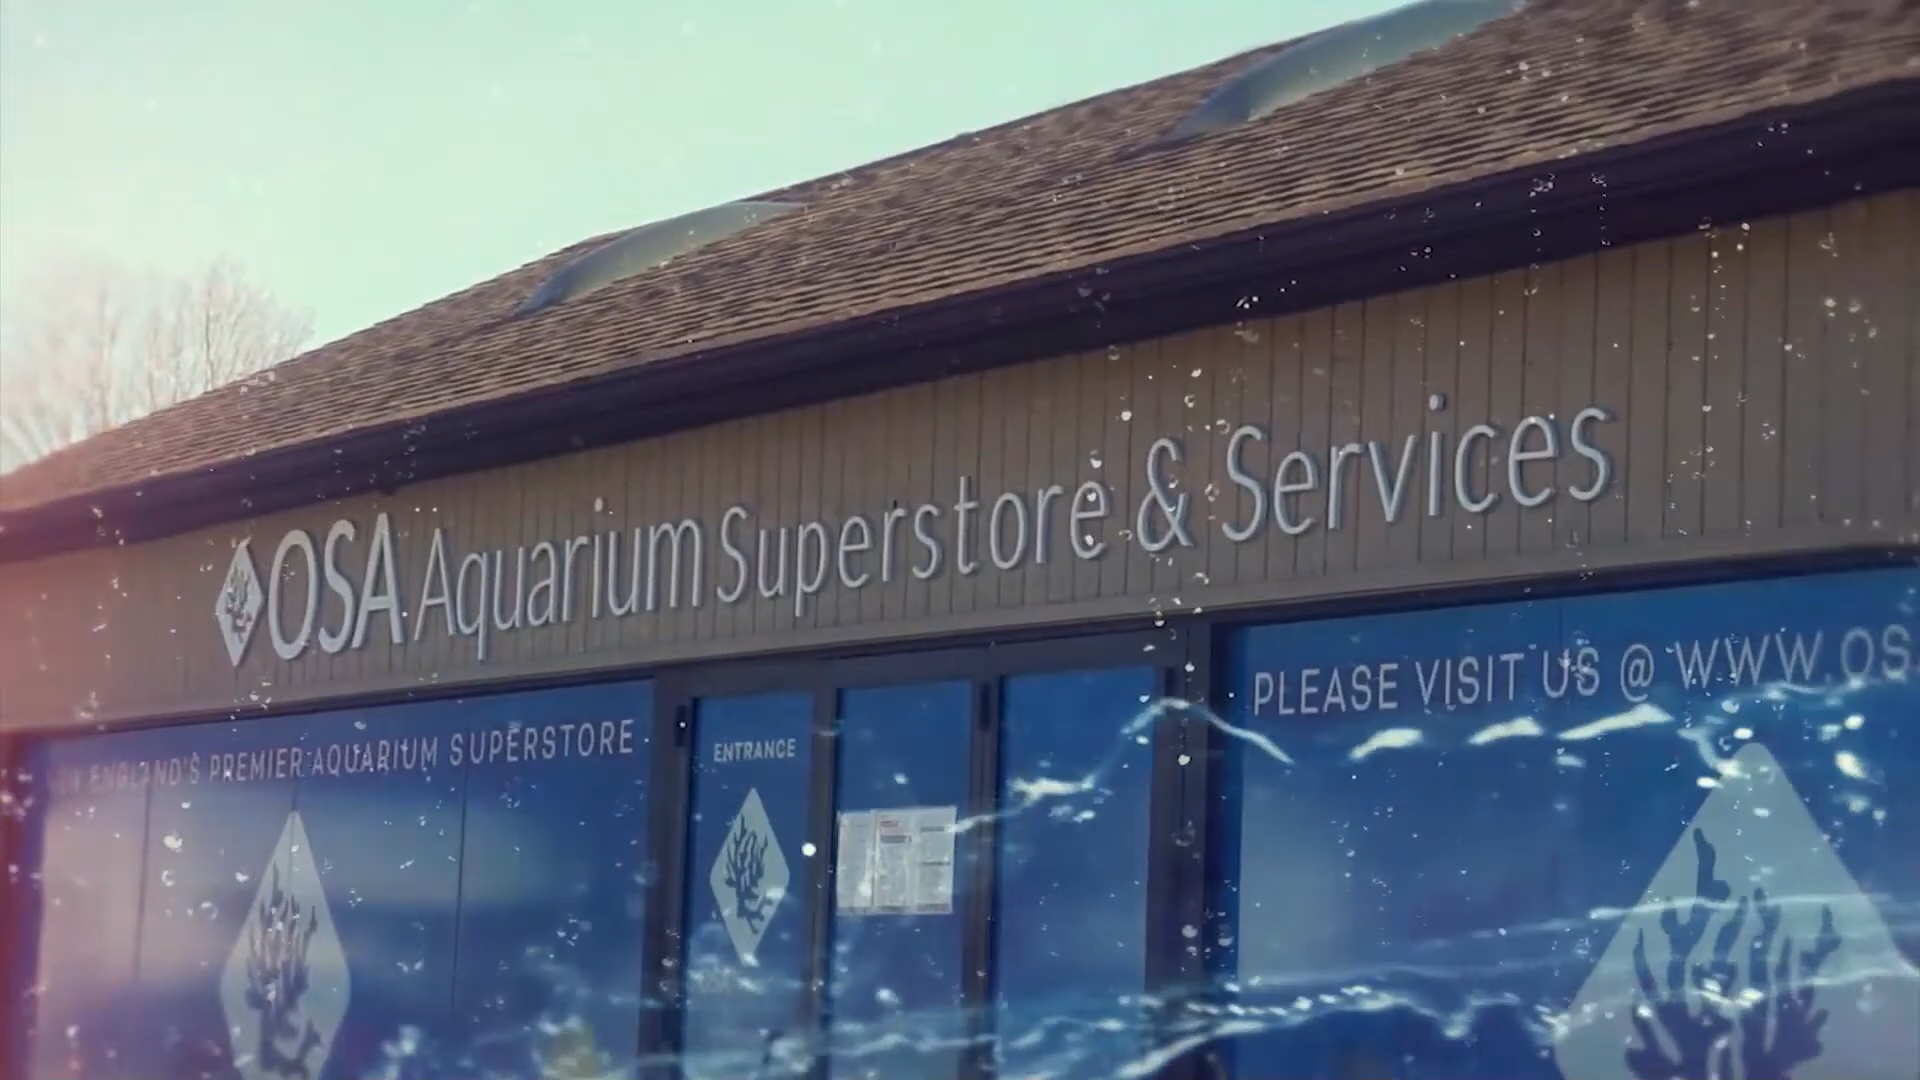 OSA Aquarium Superstore & Services
PLEASE VISIT US @ WWW.OS
ENGLAND'S PREMIER AQUARIUM SUPERSTORE
ENTRANCE